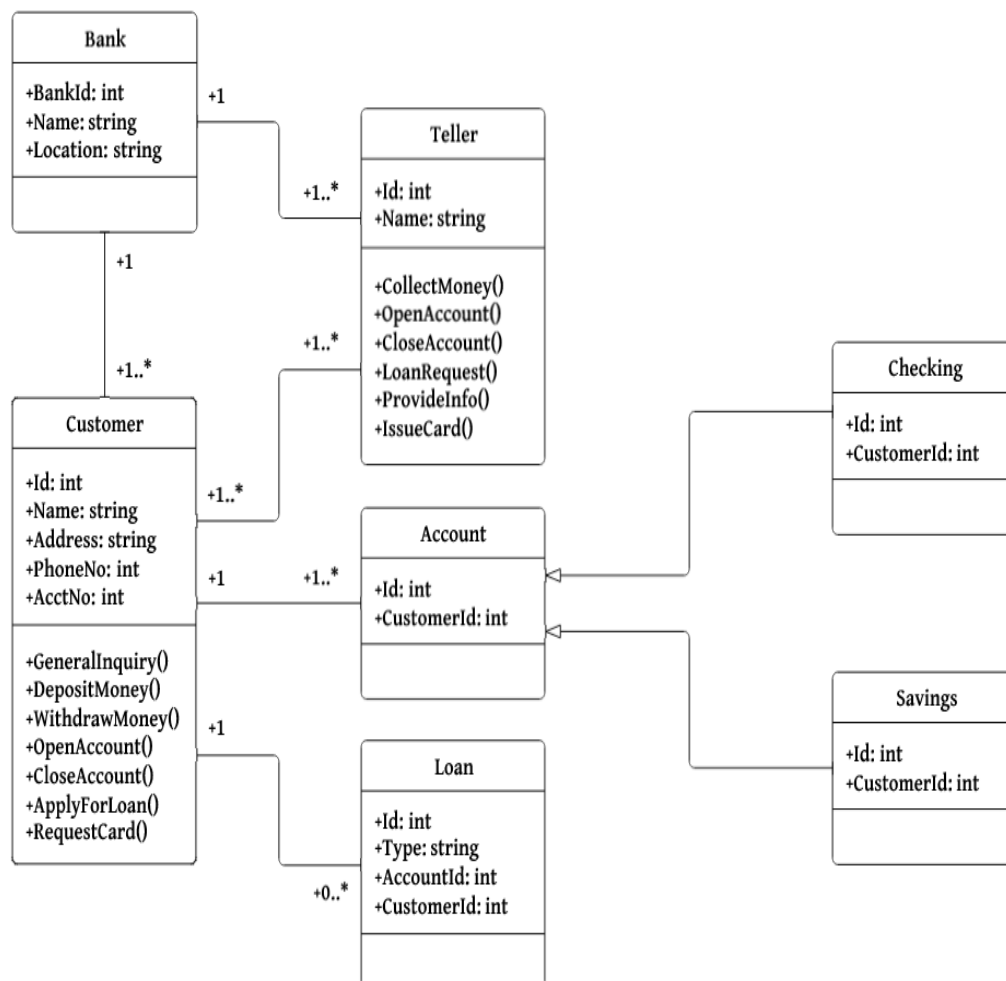 Bank
+BankId: int
+Name: string
+Location: string
+1
+1..*
+1
+1..*
Teller
+Id: int
+Name: string
+CollectMoney()
+OpenAccount()
+CloseAccount()
+LoanRequest()
+ProvideInfo()
+IssueCard()
+1..*
+1..*
Customer
+Id: int
+Name: string
+Address: string
+PhoneNo: int
+AcctNo: int
+GeneralInquiry()
+DepositMoney()
+WithdrawMoney()
+OpenAccount()
+CloseAccount()
+ApplyForLoan()
+RequestCard()
+1
+1..*
Account
+Id: int
+CustomerId: int
+1
+0..*
Loan
+Id: int
+Type: string
+AccountId: int
+CustomerId: int
Checking
+Id: int
+CustomerId: int
Savings
+Id: int
+CustomerId: int